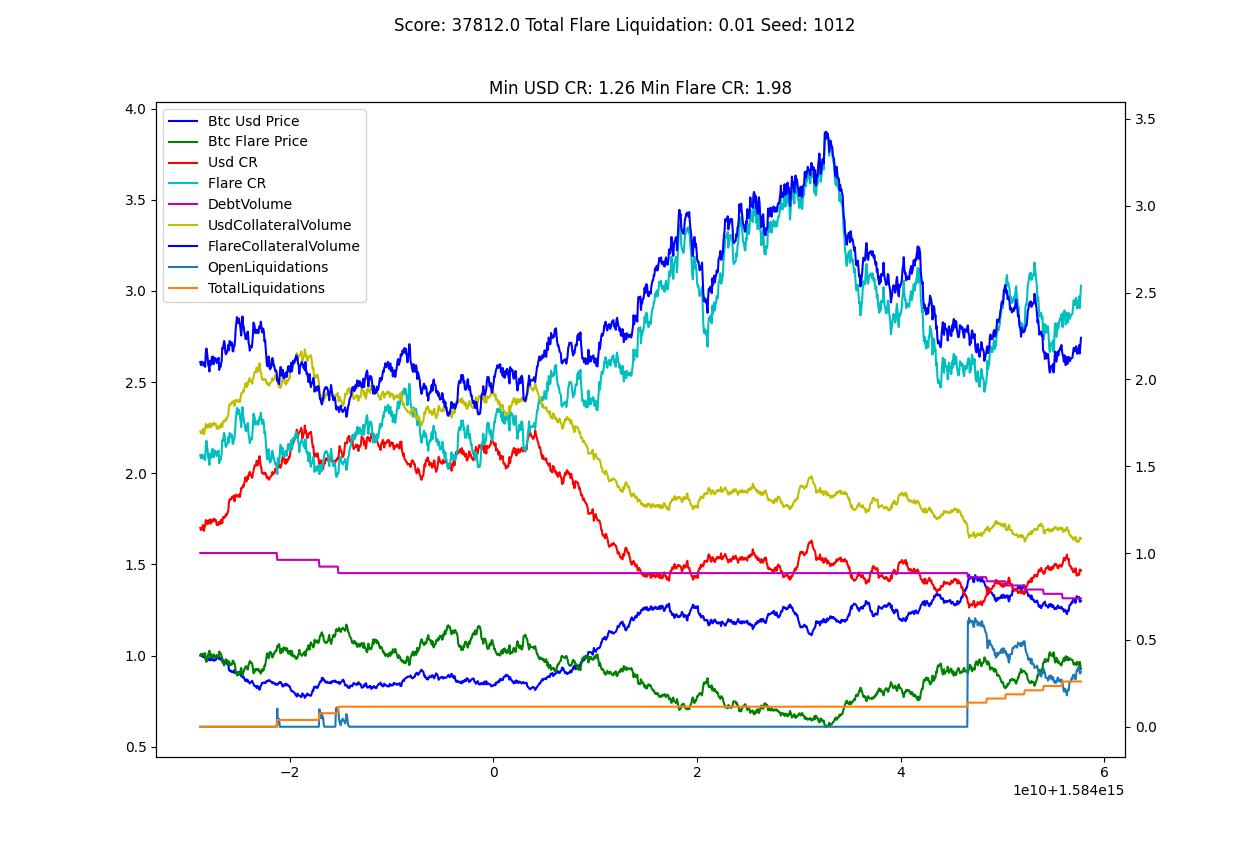 Score: 37812.0 Total Flare Liquidation: 0.01 Seed: 1012
Min USD CR: 1.26 Min Flare CR: 1.98
Btc Usd Price
Btc Flare Price
Usd CR
Flare CR
DebtVolume
UsdCollateralVolume
FlareCollateralVolume
OpenLiquidations
TotalLiquidations
4.0
3.5
3.0
2.5
2.0
1.5
1.0
0.5
3.5
3.0
2.5
2.0
1.5
1.0
0.5
0.0
−2 0 2 4 6
1e10+1.584e15